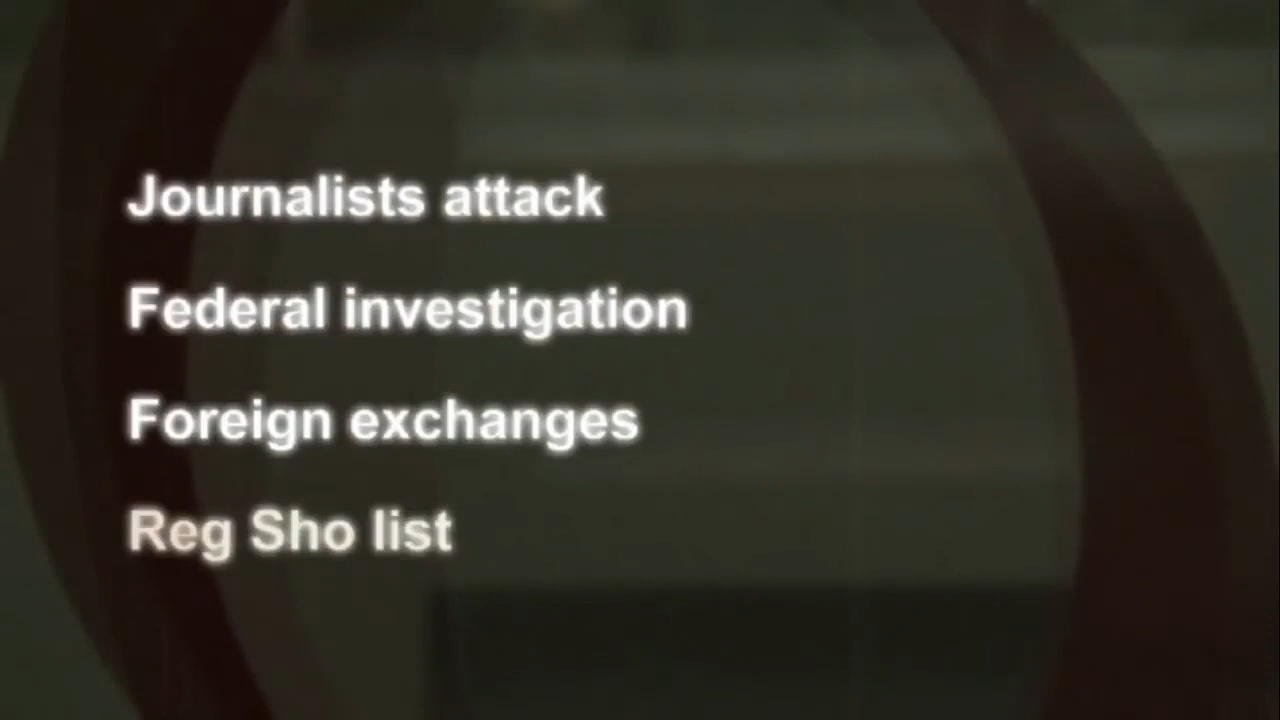 Journalists attack
Federal investigation
Foreign exchanges
Reg Sho list